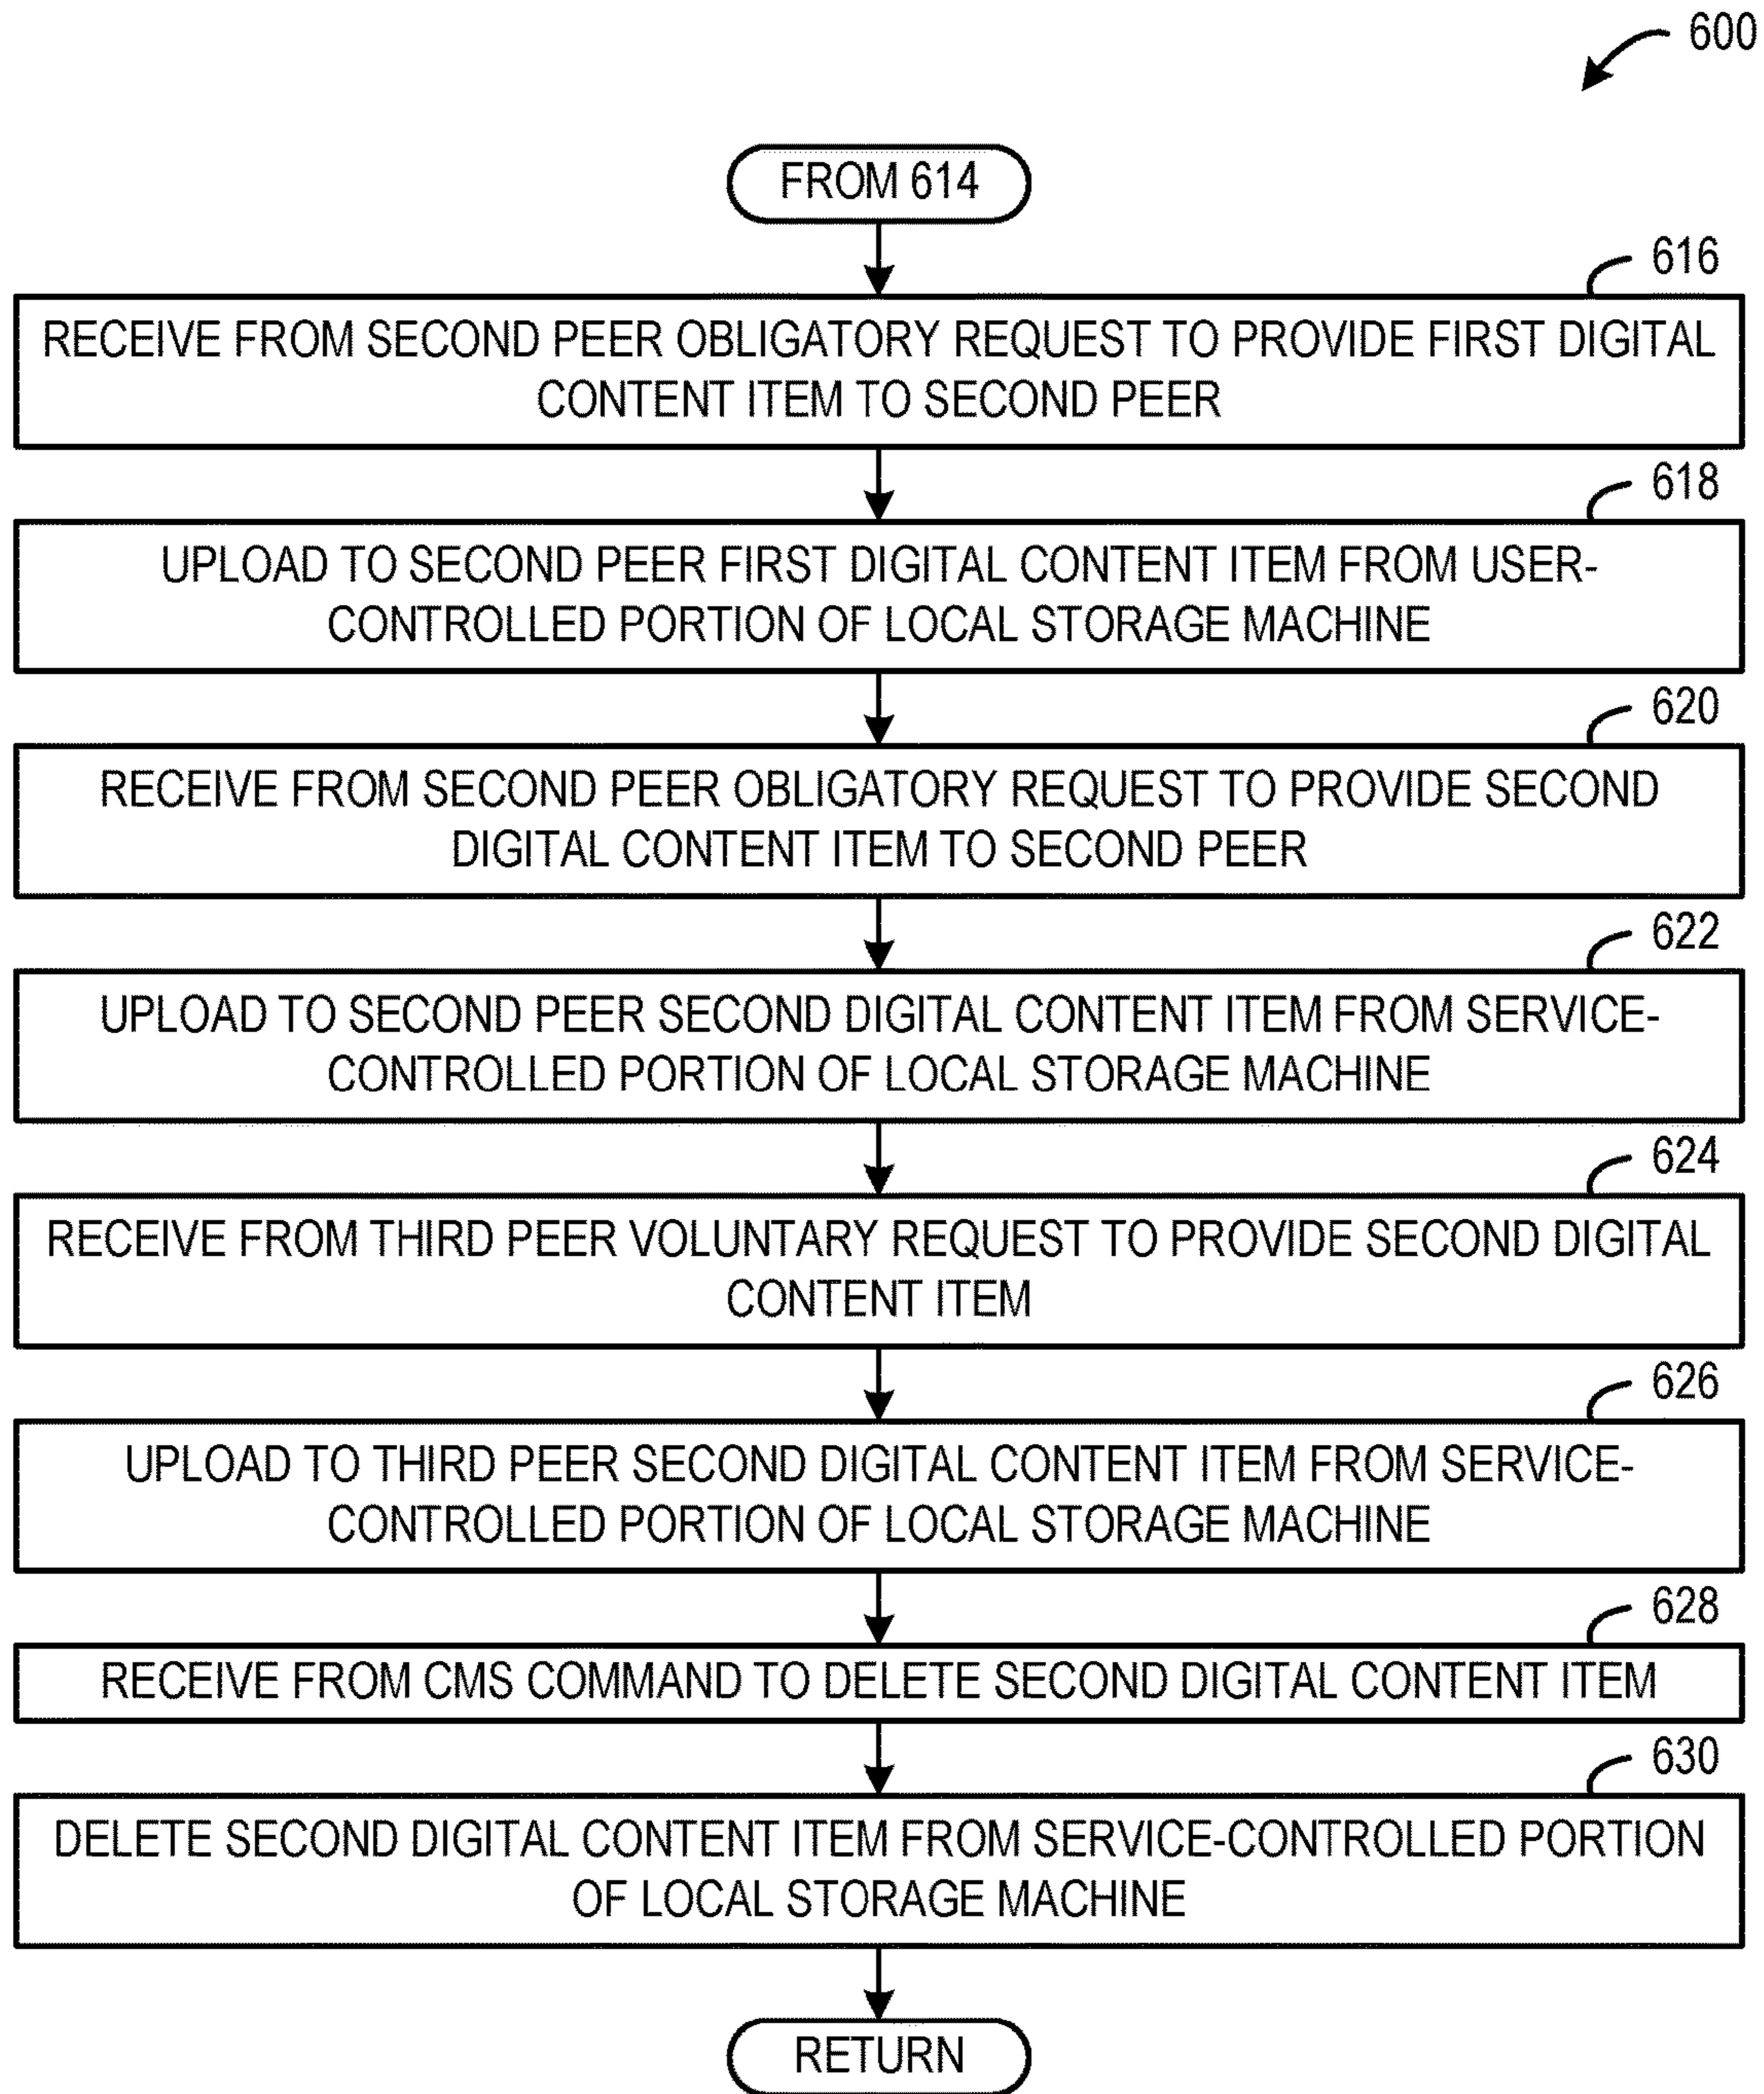 600
FROM 614
616
RECEIVE FROM SECOND PEER OBLIGATORY REQUEST TO PROVIDE FIRST DIGITAL
CONTENT ITEM TO SECOND PEER
618
UPLOAD TO SECOND PEER FIRST DIGITAL CONTENT ITEM FROM USER-
CONTROLLED PORTION OF LOCAL STORAGE MACHINE
620
RECEIVE FROM SECOND PEER OBLIGATORY REQUEST TO PROVIDE SECOND
DIGITAL CONTENT ITEM TO SECOND PEER
622
UPLOAD TO SECOND PEER SECOND DIGITAL CONTENT ITEM FROM SERVICE-
CONTROLLED PORTION OF LOCAL STORAGE MACHINE
624
RECEIVE FROM THIRD PEER VOLUNTARY REQUEST TO PROVIDE SECOND DIGITAL
CONTENT ITEM
626
UPLOAD TO THIRD PEER SECOND DIGITAL CONTENT ITEM FROM SERVICE-
CONTROLLED PORTION OF LOCAL STORAGE MACHINE
628
RECEIVE FROM CMS COMMAND TO DELETE SECOND DIGITAL CONTENT ITEM
630
DELETE SECOND DIGITAL CONTENT ITEM FROM SERVICE-CONTROLLED PORTION
OF LOCAL STORAGE MACHINE
RETURN